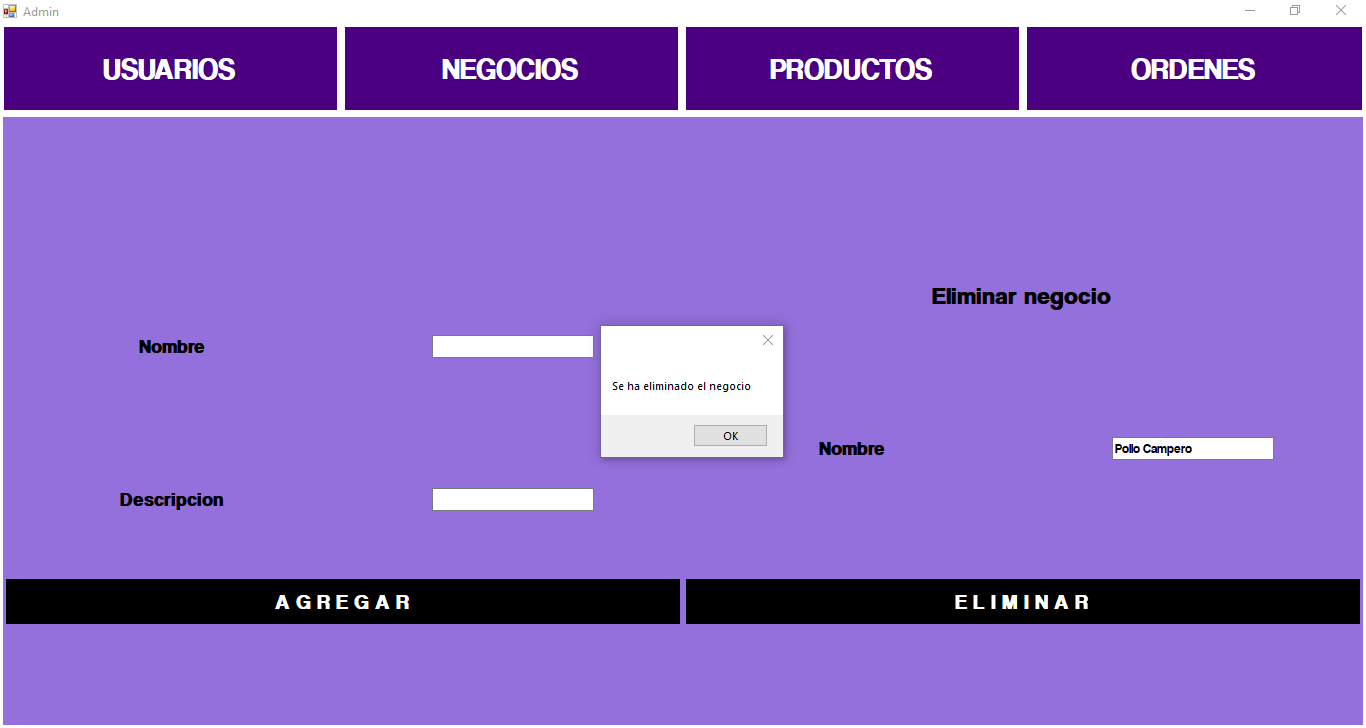 Admin
USUARIOS
NEGOCIOS
PRODUCTOS
ORDENES
Eliminar negocio
Nombre
Se ha eliminado el negocio
OK
Nombre
Pollo Campero
Descripcion
AGREGAR
ELIMINAR